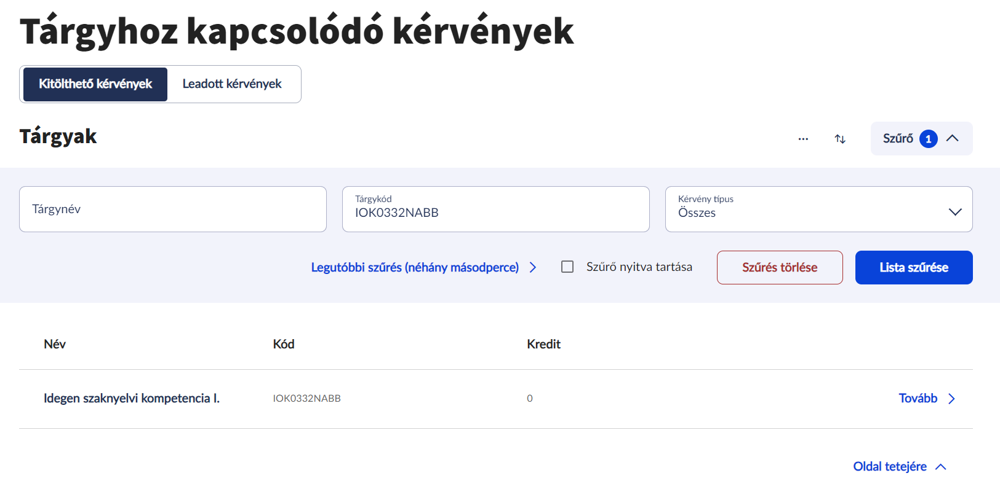 Tárgyhoz kapcsolódó kérvények
Kitölthető kérvények Leadott kérvények
Tárgyak
... Szűrő 1
Tárgynév
Tárgykód
IOK0332NABB
Kérvény típus
Összes
Legutóbbi szűrés (néhány másodperce) Szűrő nyitva tartása Szűrés törlése Lista szűrése
Név Kód Kredit
Idegen szaknyelvi kompetencia I. IOK0332NABB 0 Tovább
Oldal tetejére